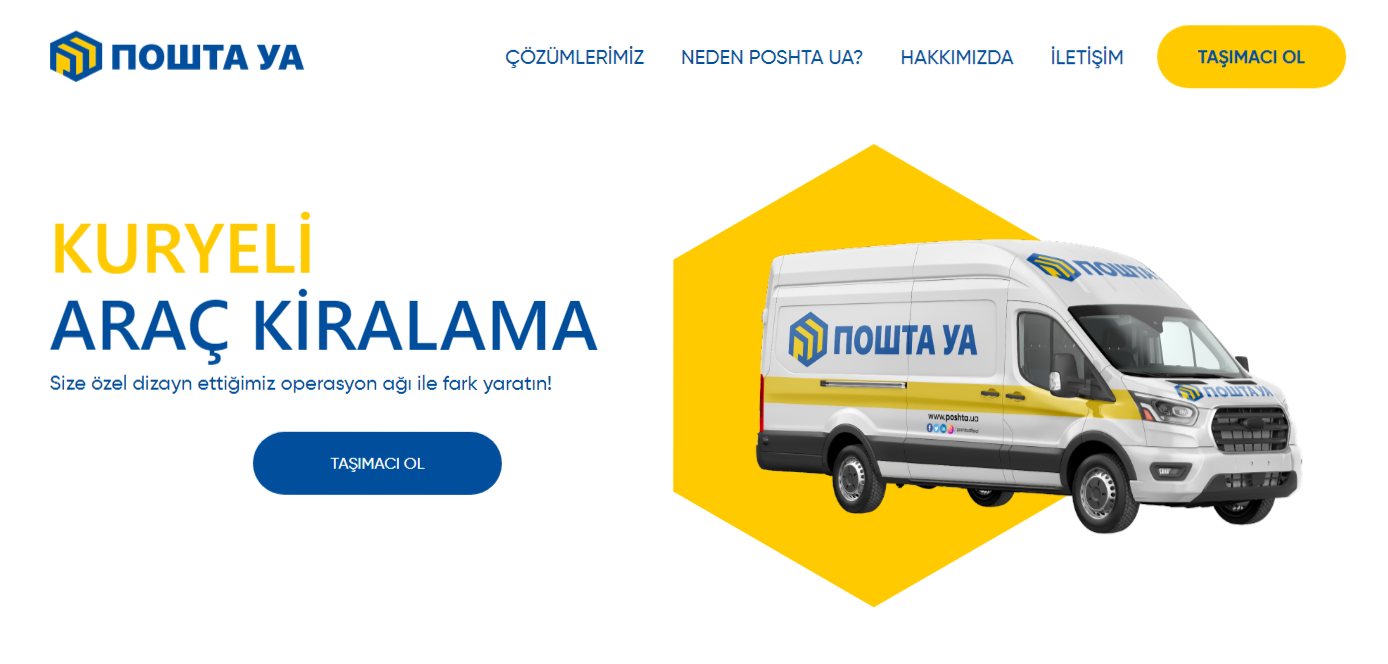 ПОШТА УА
ÇÖZÜMLERİMİZ
NEDEN POSHTA UA?
HAKKIMIZDA
İLETİŞİM
TAŞIMACI OL
KURYELİ
ARAÇ KİRALAMA
Size özel dizayn ettiğimiz operasyon ağı ile fark yaratın!
TAŞIMACI OL
ПОШТА
ПОШТА УА
ПОШТА УА
www.poshta.ua